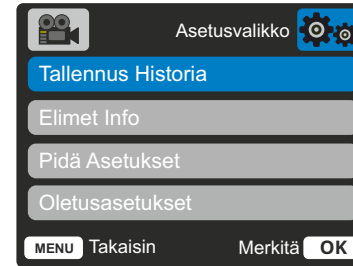 Asetusvalikko
Tallennus Historia
Elimet Info
Pidä Asetukset
Oletusasetukset
MENU Takaisin Merkitä OK